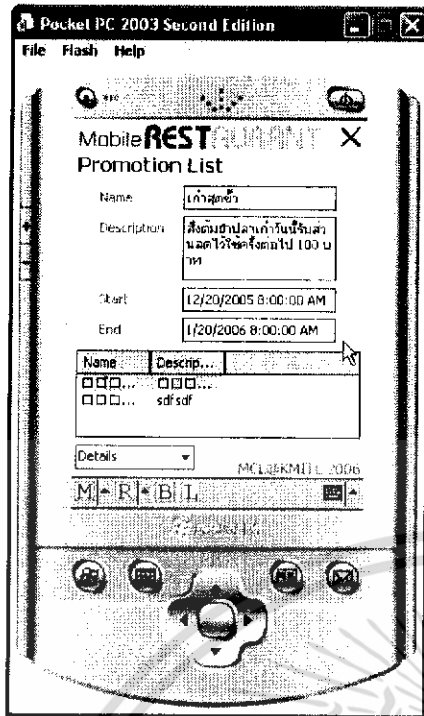 Pocket PC 2003 Second Edition
File Flash Help
Mobile RESTAURANT
Promotion List
Name
เก๋าสุดขั้ว
Description
สั่งต้มยำปลาเก๋าวันนี้รับส่ว
นลดไว้ใช้ครั้งต่อไป 100 บ
าท
Start
12/20/2005 8:00:00 AM
End
1/20/2006 8:00:00 AM
Name Descrip...
□□□... □□□...
□□□... sdfsdf
Details
MCL@KMITL 2006
M R B L